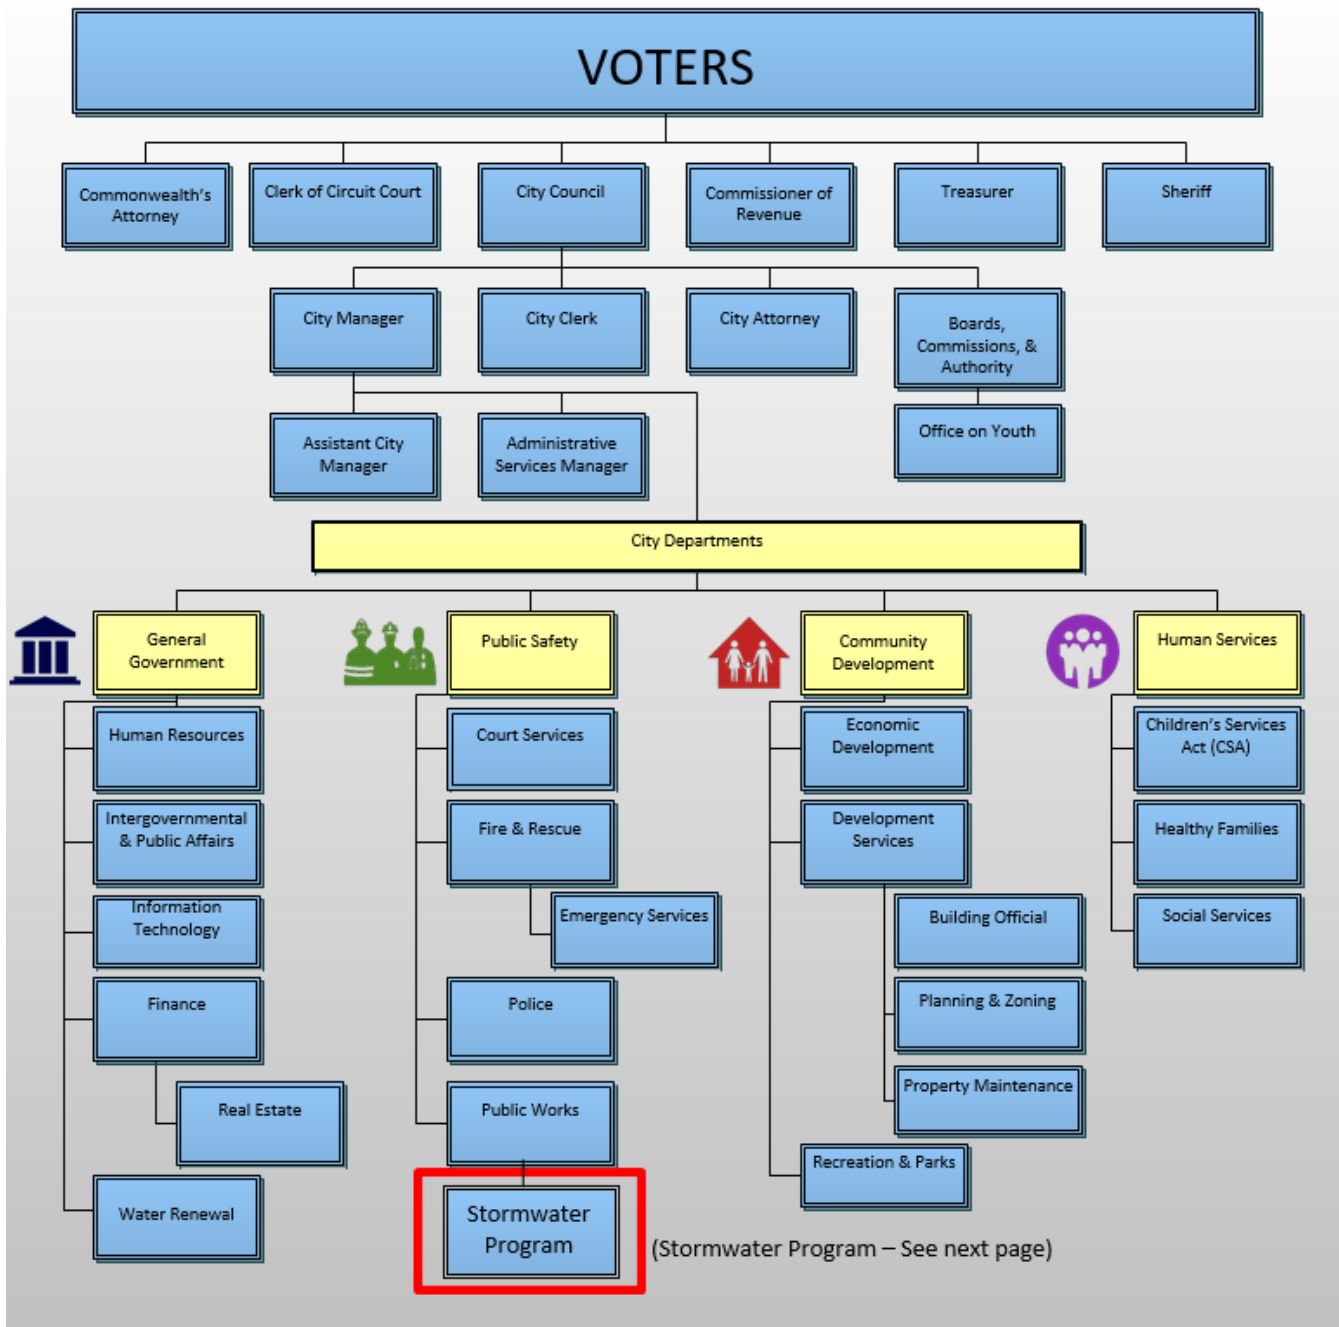 VOTERS
Commonwealth's
Attorney
Clerk of Circuit Court
City Council
Commissioner of
Revenue
Treasurer
Sheriff
City Manager
City Clerk
City Attorney
Boards,
Commissions, &
Authority
Assistant City
Manager
Administrative
Services Manager
Office on Youth
City Departments
General
Government
Human Resources
Intergovernmental
& Public Affairs
Information
Technology
Finance
Real Estate
Water Renewal
Public Safety
Court Services
Fire & Rescue
Emergency Services
Police
Public Works
Stormwater
Program
(Stormwater Program – See next page)
Community
Development
Economic
Development
Development
Services
Building Official
Planning & Zoning
Property Maintenance
Recreation & Parks
Human Services
Children's Services
Act (CSA)
Healthy Families
Social Services